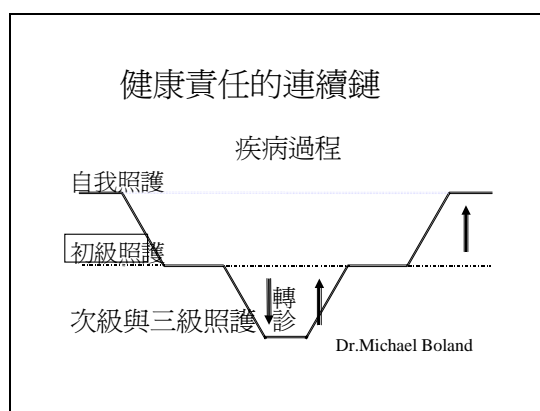 健康責任的連續鏈
疾病過程
自我照護
初級照護
轉診
次級與三級照護
Dr.Michael Boland